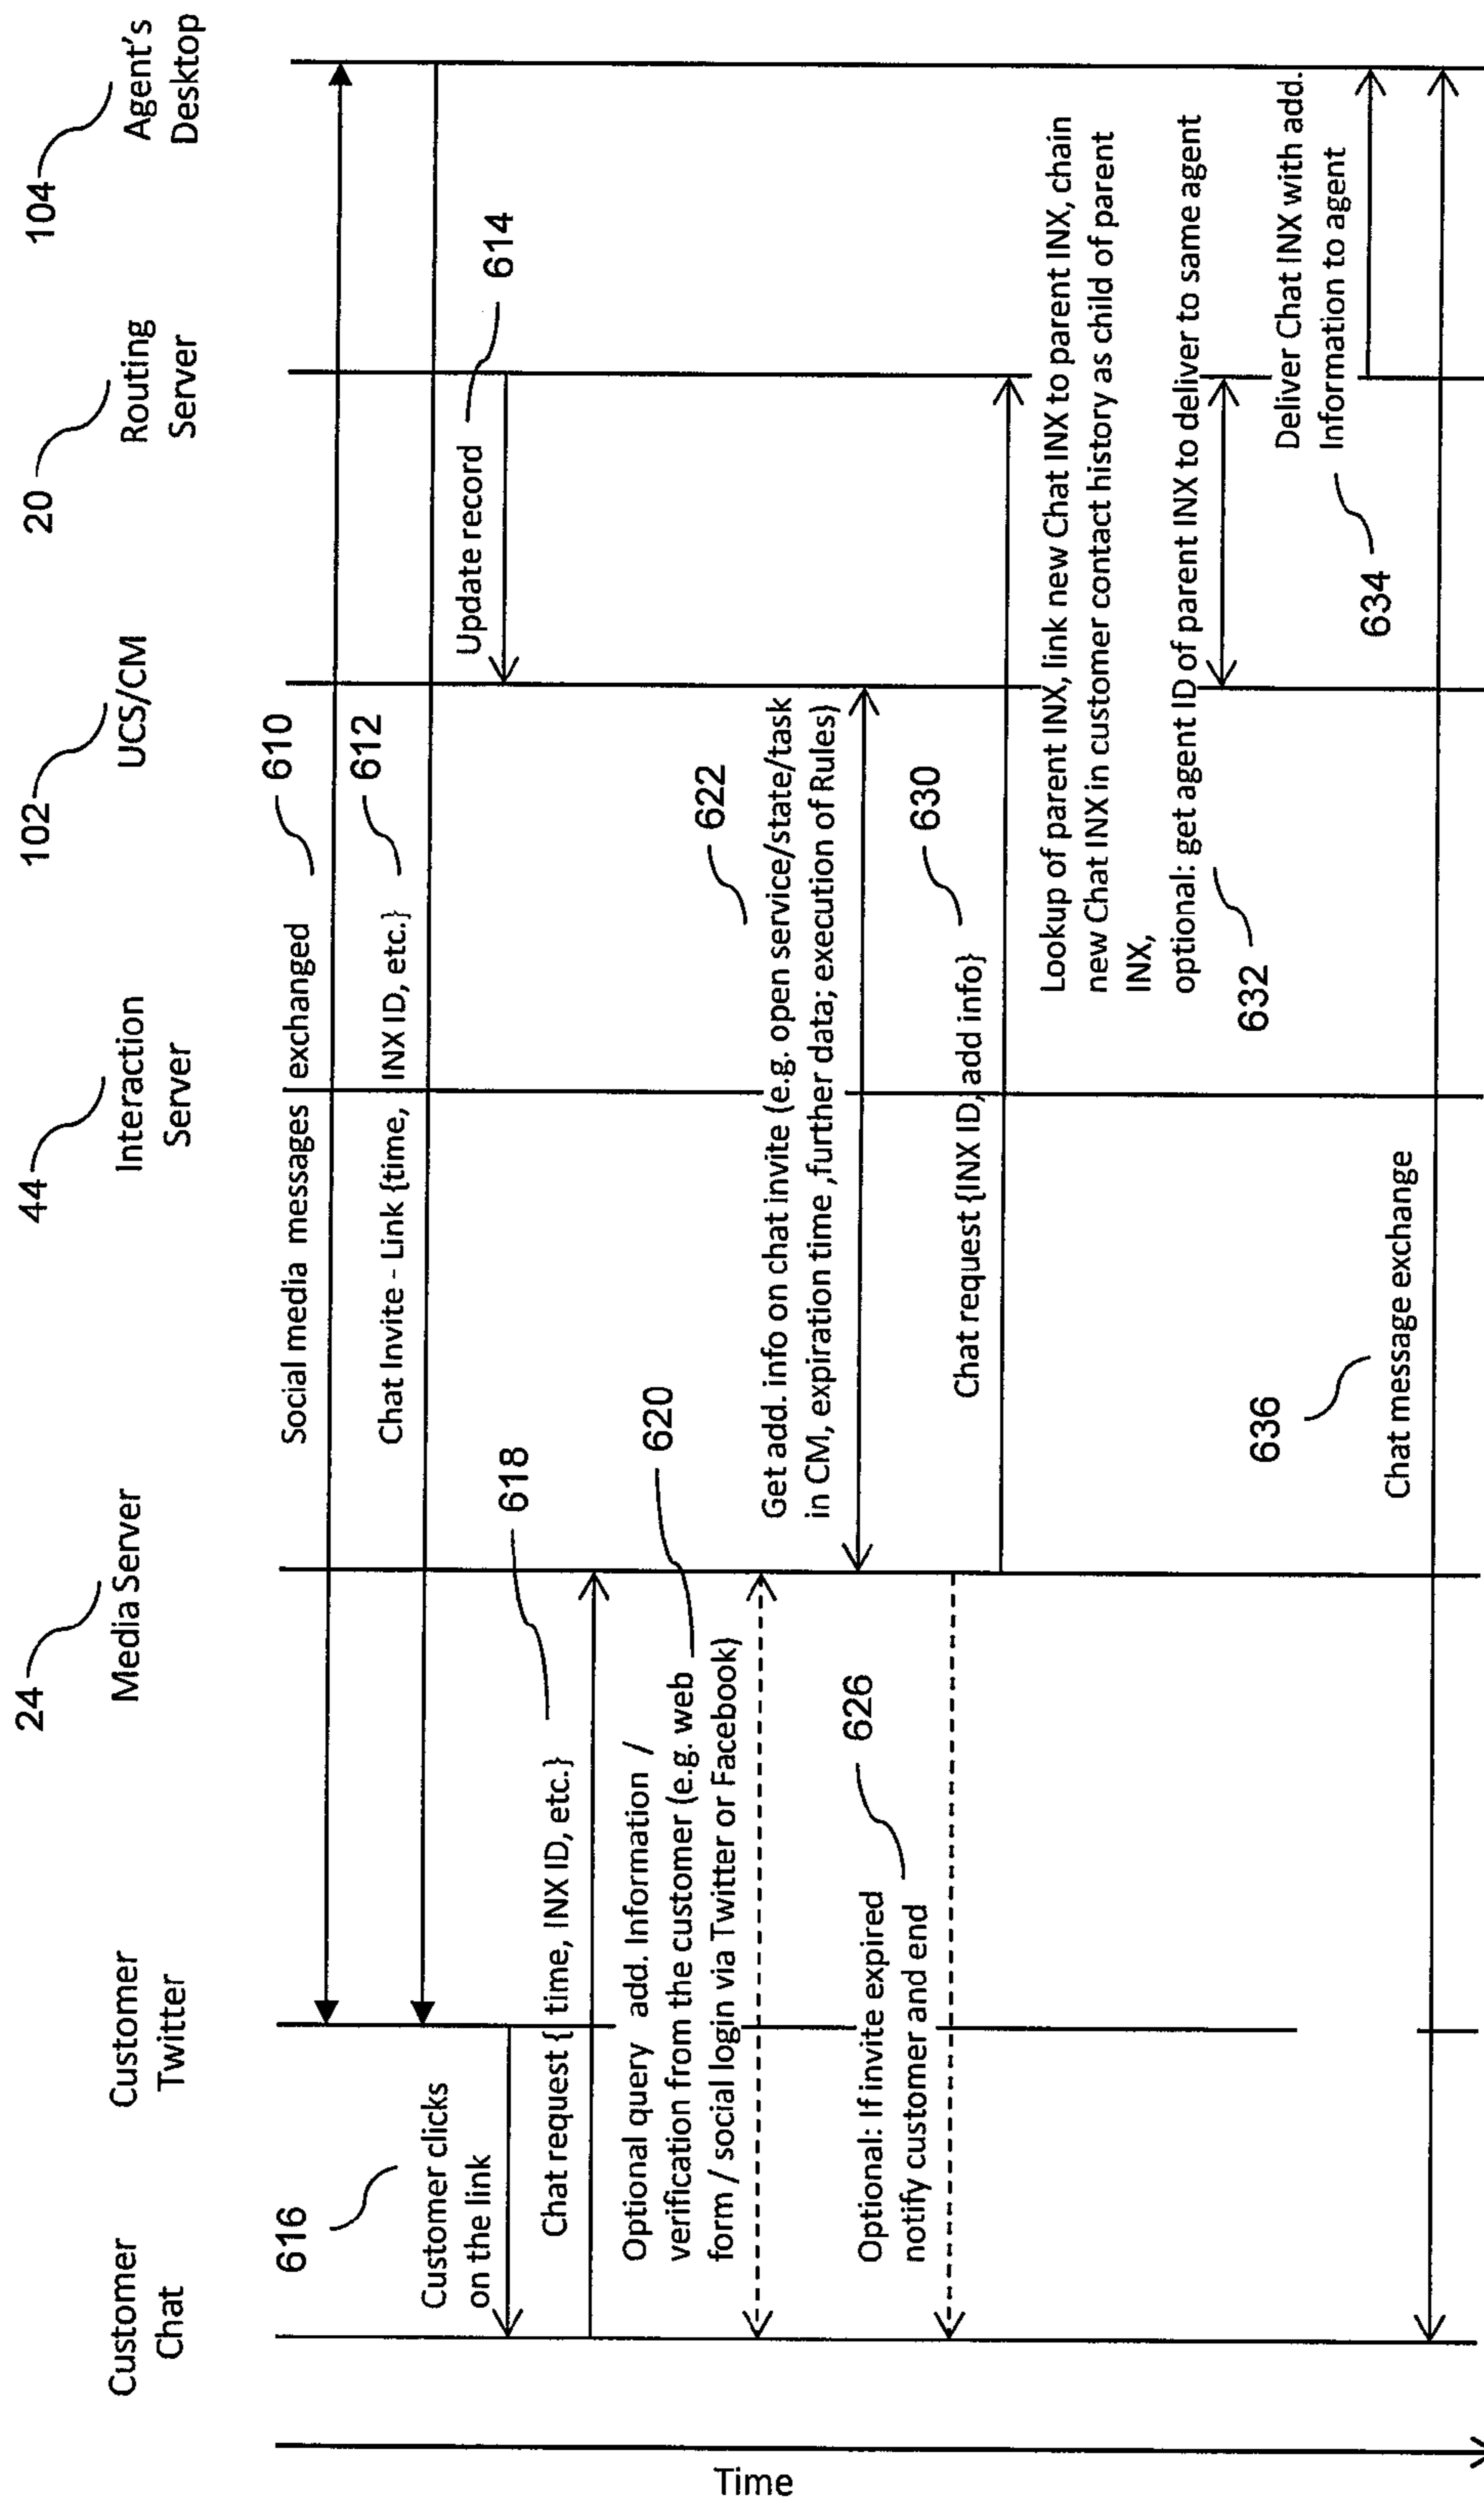 Customer
Chat
Customer
Twitter
24
Media Server
44
Interaction
Server
102
UCS/CM
20
Routing
Server
104
Agent's
Desktop
Time
Social media messages exchanged
610
Chat Invite - Link {time, INX ID, etc.}
612
Update record
614
616
Customer clicks
on the link
Chat request { time, INX ID, etc.}
618
Optional query add. Information /
verification from the customer (e.g. web
form / social login via Twitter or Facebook)
620
Get add. info on chat invite (e.g. open service/state/task
in CM, expiration time ,further data; execution of Rules)
622
Optional: If invite expired
notify customer and end
626
Chat request {INX ID, add info}
630
Lookup of parent INX, link new Chat INX to parent INX, chain
new Chat INX in customer contact history as child of parent
INX,
optional: get agent ID of parent INX to deliver to same agent
632
Deliver Chat INX with add.
Information to agent
634
636
Chat message exchange